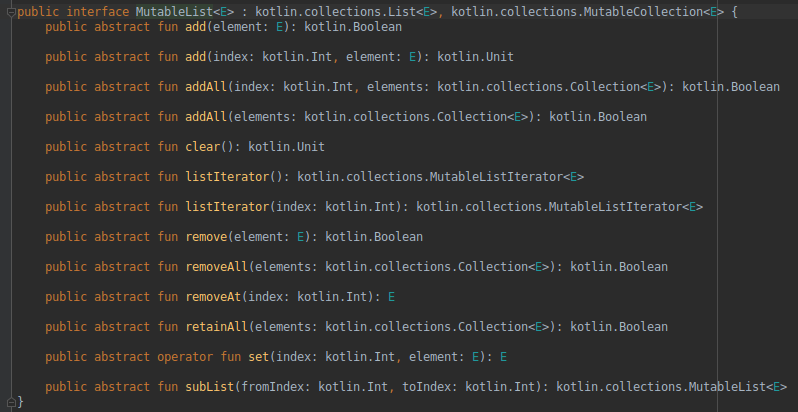 public interface MutableList<E> : kotlin.collections.List<E>, kotlin.collections.MutableCollection<E> {
    public abstract fun add(element: E): kotlin.Boolean
    public abstract fun add(index: kotlin.Int, element: E): kotlin.Unit
    public abstract fun addAll(index: kotlin.Int, elements: kotlin.collections.Collection<E>): kotlin.Boolean
    public abstract fun addAll(elements: kotlin.collections.Collection<E>): kotlin.Boolean
    public abstract fun clear(): kotlin.Unit
    public abstract fun listIterator(): kotlin.collections.MutableListIterator<E>
    public abstract fun listIterator(index: kotlin.Int): kotlin.collections.MutableListIterator<E>
    public abstract fun remove(element: E): kotlin.Boolean
    public abstract fun removeAll(elements: kotlin.collections.Collection<E>): kotlin.Boolean
    public abstract fun removeAt(index: kotlin.Int): E
    public abstract fun retainAll(elements: kotlin.collections.Collection<E>): kotlin.Boolean
    public abstract operator fun set(index: kotlin.Int, element: E): E
    public abstract fun subList(fromIndex: kotlin.Int, toIndex: kotlin.Int): kotlin.collections.MutableList<E>
}